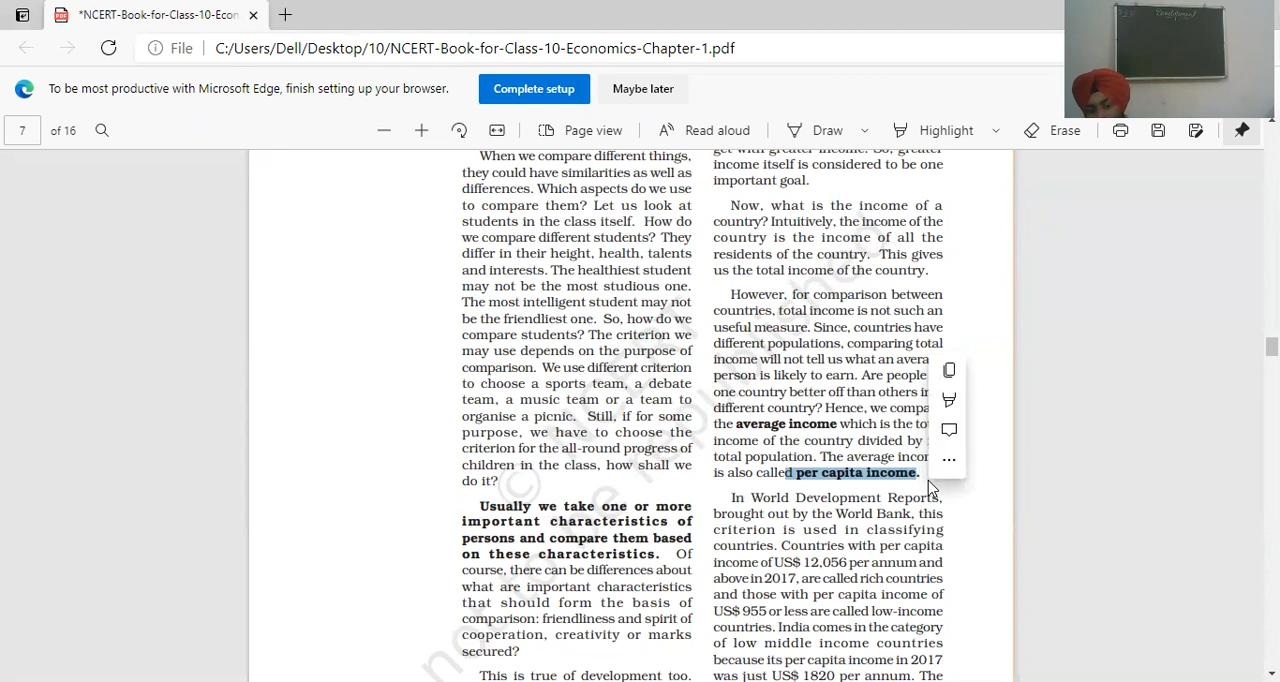 *NCERT-Book-for-Class-10-Econ
File
C:/Users/Dell/Desktop/10/NCERT-Book-for-Class-10-Economics-Chapter-1.pdf
To be most productive with Microsoft Edge, finish setting up your browser.
Complete setup
Maybe later
7 of 16
Page view
Read aloud
Draw
Highlight
Erase
Development
When we compare different things,
they could have similarities as well as
differences. Which aspects do we use
to compare them? Let us look at
students in the class itself. How do
we compare different students? They
differ in their height, health, talents
and interests. The healthiest student
may not be the most studious one.
The most intelligent student may not
be the friendliest one. So, how do we
compare students? The criterion we
may use depends on the purpose of
comparison. We use different criterion
to choose a sports team, a debate
team, a music team or a team to
organise a picnic. Still, if for some
purpose, we have to choose the
criterion for the all-round progress of
children in the class, how shall we
do it?
Usually we take one or more
important characteristics of
persons and compare them based
on these characteristics. Of
course, there can be differences about
what are important characteristics
that should form the basis of
comparison: friendliness and spirit of
cooperation, creativity or marks
secured?
This is true of development too.
get with greater income. So, greater
income itself is considered to be one
important goal.
Now, what is the income of a
country? Intuitively, the income of the
country is the income of all the
residents of the country. This gives
us the total income of the country.
However, for comparison between
countries, total income is not such an
useful measure. Since, countries have
different populations, comparing total
income will not tell us what an avera
person is likely to earn. Are people
one country better off than others in
different country? Hence, we compa
the average income which is the to
income of the country divided by
total population. The average incom
is also called per capita income.
In World Development Reports,
brought out by the World Bank, this
criterion is used in classifying
countries. Countries with per capita
income of US$ 12,056 per annum and
above in 2017, are called rich countries
and those with per capita income of
US$ 955 or less are called low-income
countries. India comes in the category
of low middle income countries
because its per capita income in 2017
was just US$ 1820 per annum. The
© NCERT
not to be republished